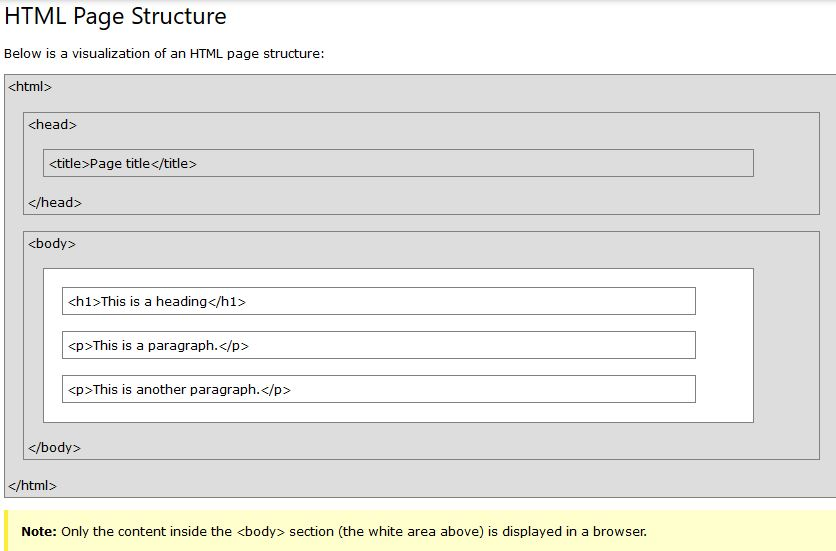 HTML Page Structure
Below is a visualization of an HTML page structure:
<html>
<head>
<title>Page title</title>
</head>
<body>
<h1>This is a heading</h1>
<p>This is a paragraph.</p>
<p>This is another paragraph.</p>
</body>
</html>
Note: Only the content inside the <body> section (the white area above) is displayed in a browser.